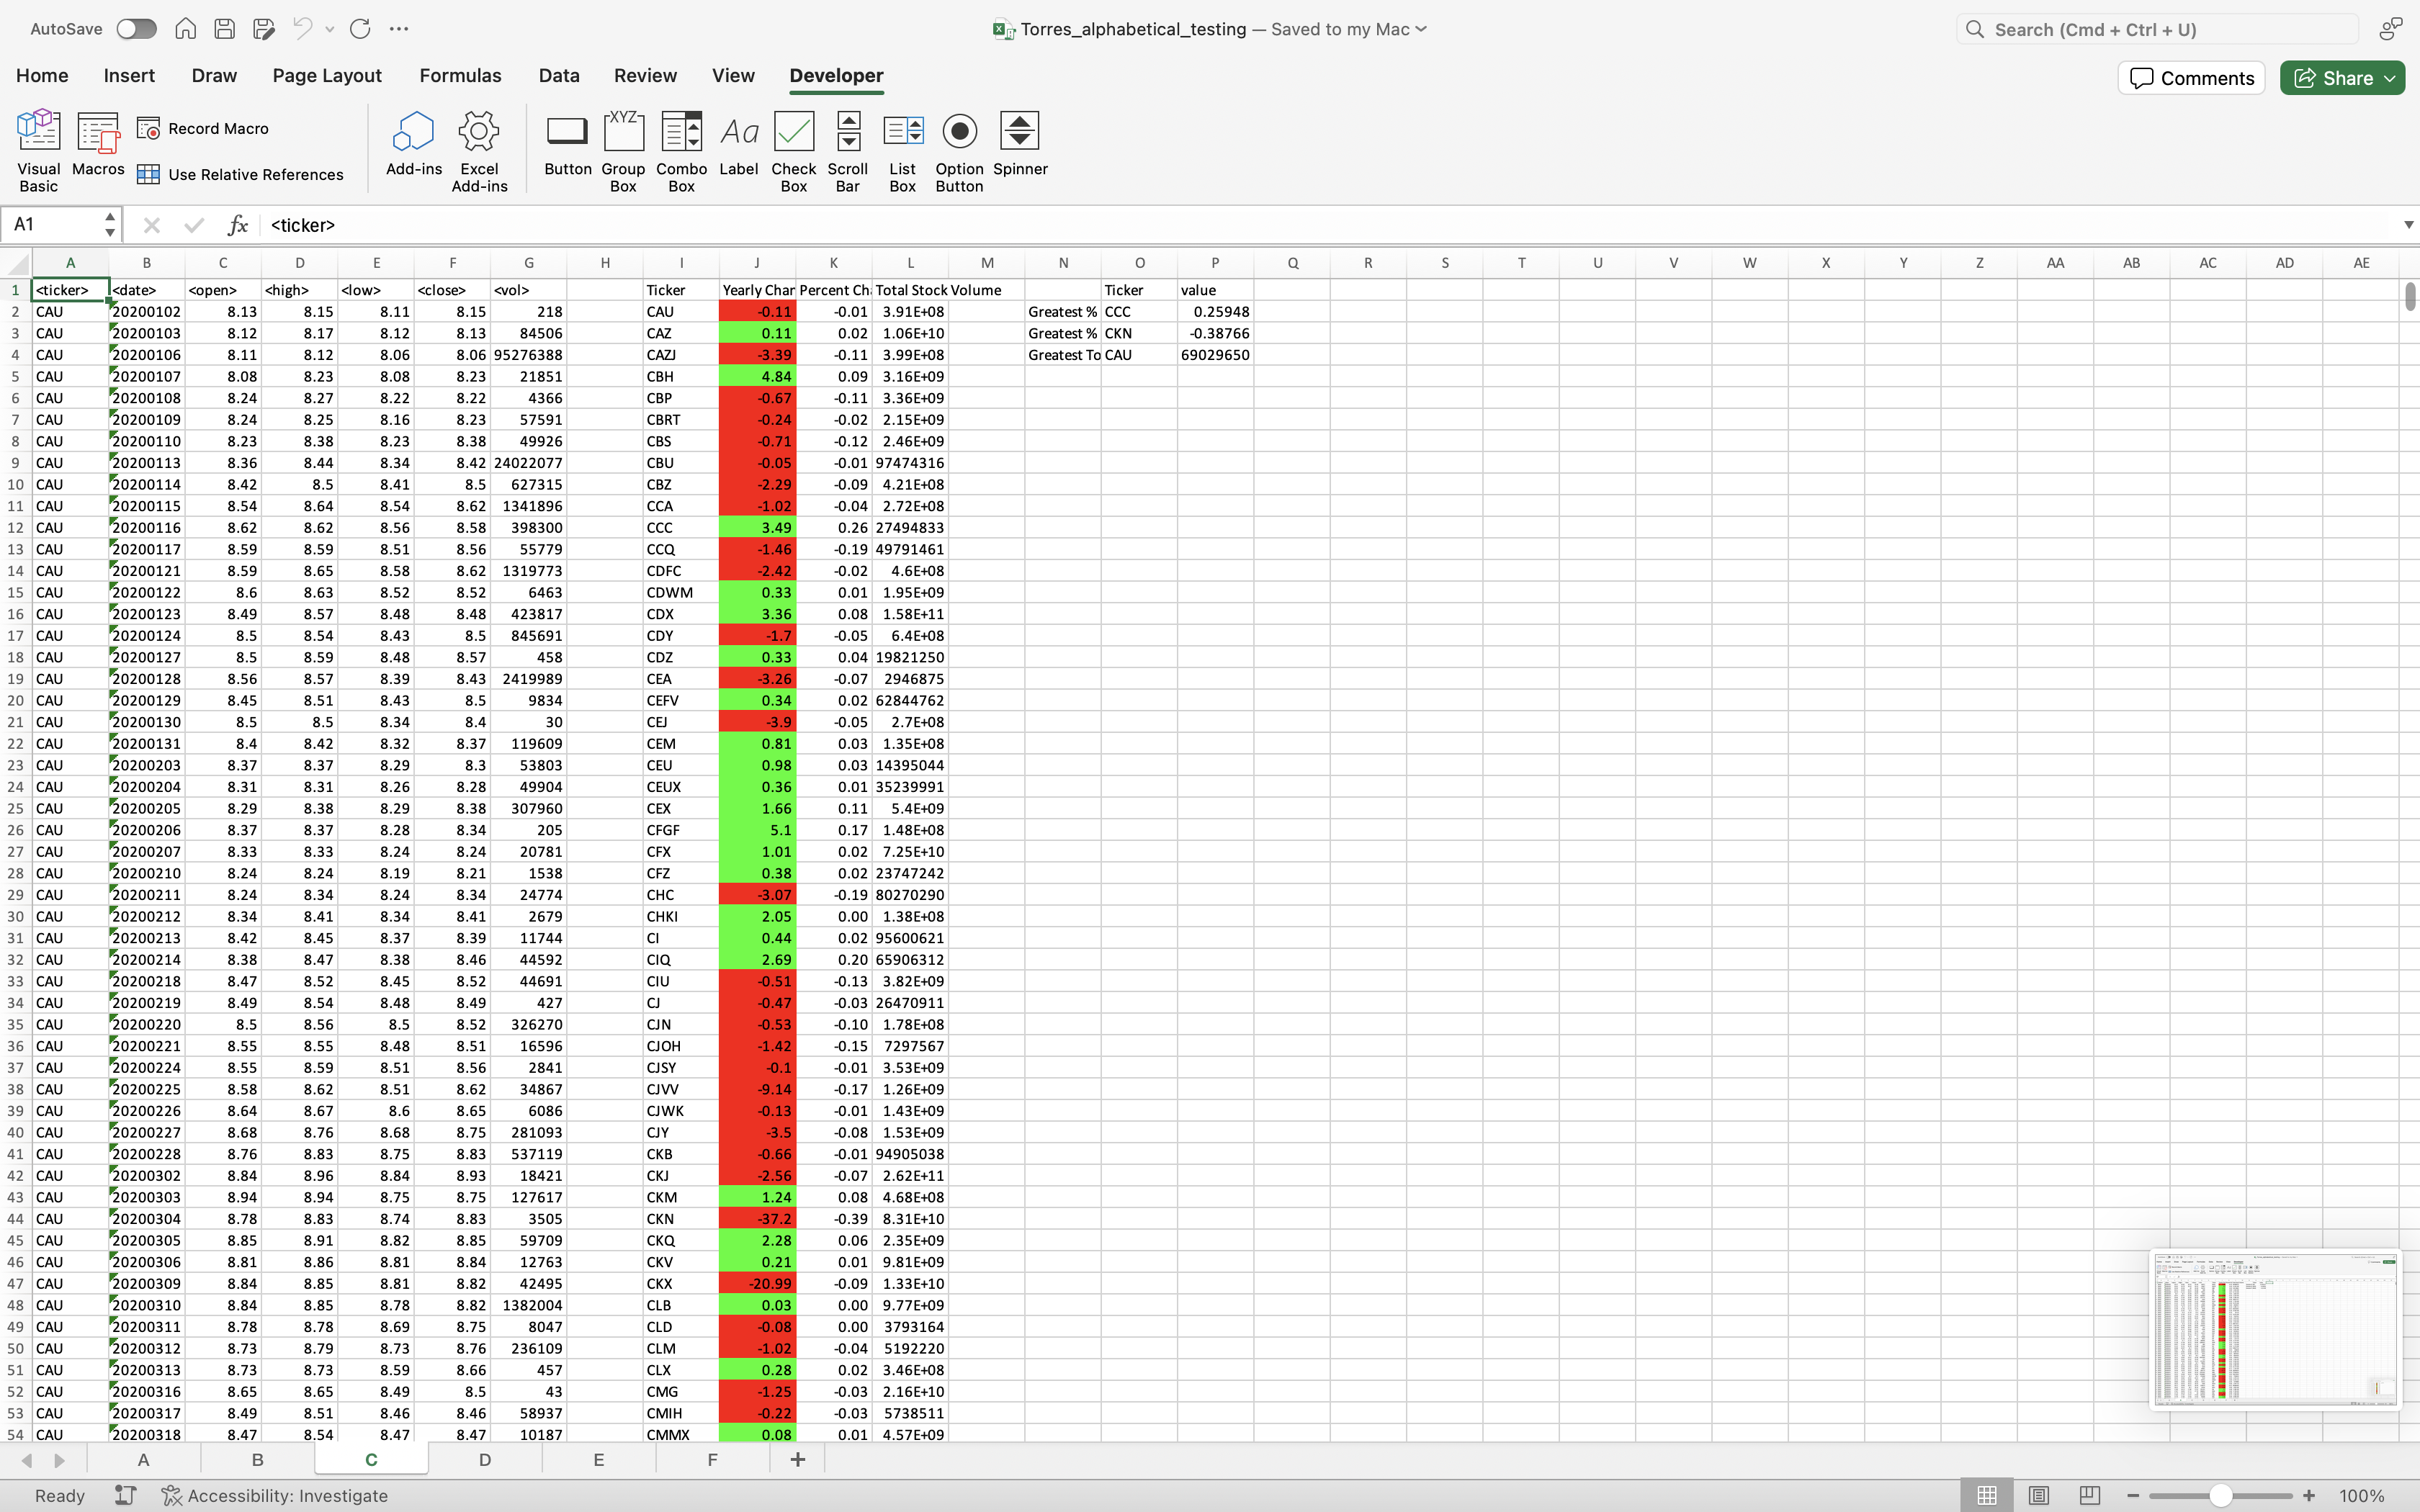 AutoSave
Torres_alphabetical_testing — Saved to my Mac
Search (Cmd + Ctrl + U)
Home Insert Draw Page Layout Formulas Data Review View Developer
Comments Share
Visual Basic Macros Record Macro Use Relative References Add-ins Excel Add-ins Button Group Box Combo Box Label Check Box Scroll Bar List Box Option Button Spinner
XYZ Aa
A1 fx <ticker>
A B C D E F G H I J K L M N O P Q R S T U V W X Y Z AA AB AC AD AE
1 <ticker> <date> <open> <high> <low> <close> <vol> Ticker Yearly Char Percent Ch Total Stock Volume Ticker value
2 CAU 20200102 8.13 8.15 8.11 8.15 218 CAU -0.11 -0.01 3.91E+08 Greatest % CCC 0.25948
3 CAU 20200103 8.12 8.17 8.12 8.13 84506 CAZ 0.11 0.02 1.06E+10 Greatest % CKN -0.38766
4 CAU 20200106 8.11 8.12 8.06 8.06 95276388 CAZJ -3.39 -0.11 3.99E+08 Greatest To CAU 69029650
5 CAU 20200107 8.08 8.23 8.08 8.23 21851 CBH 4.84 0.09 3.16E+09
6 CAU 20200108 8.24 8.27 8.22 8.22 4366 CBP -0.67 -0.11 3.36E+09
7 CAU 20200109 8.24 8.25 8.16 8.23 57591 CBRT -0.24 -0.02 2.15E+09
8 CAU 20200110 8.23 8.38 8.23 8.38 49926 CBS -0.71 -0.12 2.46E+09
9 CAU 20200113 8.36 8.44 8.34 8.42 24022077 CBU -0.05 -0.01 97474316
10 CAU 20200114 8.42 8.5 8.41 8.5 627315 CBZ -2.29 -0.09 4.21E+08
11 CAU 20200115 8.54 8.64 8.54 8.62 1341896 CCA -1.02 -0.04 2.72E+08
12 CAU 20200116 8.62 8.62 8.56 8.58 398300 CCC 3.49 0.26 27494833
13 CAU 20200117 8.59 8.59 8.51 8.56 55779 CCQ -1.46 -0.19 49791461
14 CAU 20200121 8.59 8.65 8.58 8.62 1319773 CDFC -2.42 -0.02 4.6E+08
15 CAU 20200122 8.6 8.63 8.52 8.52 6463 CDWM 0.33 0.01 1.95E+09
16 CAU 20200123 8.49 8.57 8.48 8.48 423817 CDX 3.36 0.08 1.58E+11
17 CAU 20200124 8.5 8.54 8.43 8.5 845691 CDY -1.7 -0.05 6.4E+08
18 CAU 20200127 8.5 8.59 8.48 8.57 458 CDZ 0.33 0.04 19821250
19 CAU 20200128 8.56 8.57 8.39 8.43 2419989 CEA -3.26 -0.07 2946875
20 CAU 20200129 8.45 8.51 8.43 8.5 9834 CEFV 0.34 0.02 62844762
21 CAU 20200130 8.5 8.5 8.34 8.4 30 CEJ -3.9 -0.05 2.7E+08
22 CAU 20200131 8.4 8.42 8.32 8.37 119609 CEM 0.81 0.03 1.35E+08
23 CAU 20200203 8.37 8.37 8.29 8.3 53803 CEU 0.98 0.03 14395044
24 CAU 20200204 8.31 8.31 8.26 8.28 49904 CEUX 0.36 0.01 35239991
25 CAU 20200205 8.29 8.38 8.29 8.38 307960 CEX 1.66 0.11 5.4E+09
26 CAU 20200206 8.37 8.37 8.28 8.34 205 CFGF 5.1 0.17 1.48E+08
27 CAU 20200207 8.33 8.33 8.24 8.24 20781 CFX 1.01 0.02 7.25E+10
28 CAU 20200210 8.24 8.24 8.19 8.21 1538 CFZ 0.38 0.02 23747242
29 CAU 20200211 8.24 8.34 8.24 8.34 24774 CHC -3.07 -0.19 80270290
30 CAU 20200212 8.34 8.41 8.34 8.41 2679 CHKI 2.05 0.00 1.38E+08
31 CAU 20200213 8.42 8.45 8.37 8.39 11744 CI 0.44 0.02 95600621
32 CAU 20200214 8.38 8.47 8.38 8.46 44592 CIQ 2.69 0.20 65906312
33 CAU 20200218 8.47 8.52 8.45 8.52 44691 CIU -0.51 -0.13 3.82E+09
34 CAU 20200219 8.49 8.54 8.48 8.49 427 CJ -0.47 -0.03 26470911
35 CAU 20200220 8.5 8.56 8.5 8.52 326270 CJN -0.53 -0.10 1.78E+08
36 CAU 20200221 8.55 8.55 8.48 8.51 16596 CJOH -1.42 -0.15 7297567
37 CAU 20200224 8.55 8.59 8.51 8.56 2841 CJSY -0.1 -0.01 3.53E+09
38 CAU 20200225 8.58 8.62 8.51 8.62 34867 CJVV -9.14 -0.17 1.26E+09
39 CAU 20200226 8.64 8.67 8.6 8.65 6086 CJWK -0.13 -0.01 1.43E+09
40 CAU 20200227 8.68 8.76 8.68 8.75 281093 CJY -3.5 -0.08 1.53E+09
41 CAU 20200228 8.76 8.83 8.75 8.83 537119 CKB -0.66 -0.01 94905038
42 CAU 20200302 8.84 8.96 8.84 8.93 18421 CKJ -2.56 -0.07 2.62E+11
43 CAU 20200303 8.94 8.94 8.75 8.75 127617 CKM 1.24 0.08 4.68E+08
44 CAU 20200304 8.78 8.83 8.74 8.83 3505 CKN -37.2 -0.39 8.31E+10
45 CAU 20200305 8.85 8.91 8.82 8.85 59709 CKQ 2.28 0.06 2.35E+09
46 CAU 20200306 8.81 8.86 8.81 8.84 12763 CKV 0.21 0.01 9.81E+09
47 CAU 20200309 8.84 8.85 8.81 8.82 42495 CKX -20.99 -0.09 1.33E+10
48 CAU 20200310 8.84 8.85 8.78 8.82 1382004 CLB 0.03 0.00 9.77E+09
49 CAU 20200311 8.78 8.78 8.69 8.75 8047 CLD -0.08 0.00 3793164
50 CAU 20200312 8.73 8.79 8.73 8.76 236109 CLM -1.02 -0.04 5192220
51 CAU 20200313 8.73 8.73 8.59 8.66 457 CLX 0.28 0.02 3.46E+08
52 CAU 20200316 8.65 8.65 8.49 8.5 43 CMG -1.25 -0.03 2.16E+10
53 CAU 20200317 8.49 8.51 8.46 8.46 58937 CMIH -0.22 -0.03 5738511
54 CAU 20200318 8.47 8.54 8.47 8.47 10187 CMMX 0.08 0.01 4.57E+09
A B C D E F +
Ready Accessibility: Investigate 100%